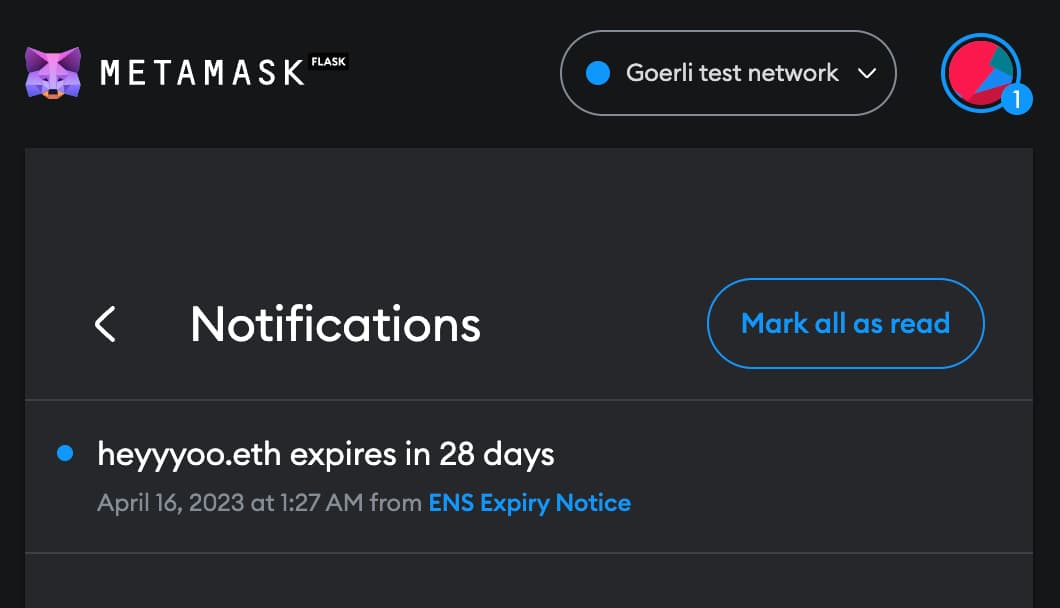 METAMASK FLASK
Goerli test network
1
Notifications
Mark all as read
heyyyoo.eth expires in 28 days
April 16, 2023 at 1:27 AM from ENS Expiry Notice